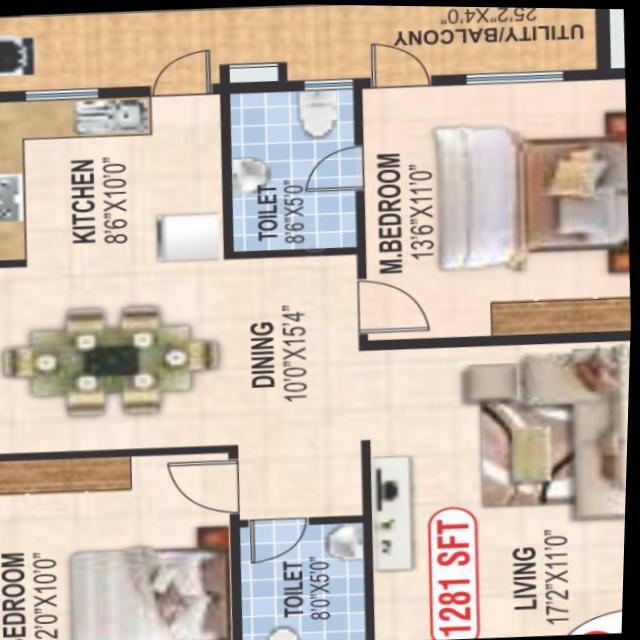 UTILITY/BALCONY
25'2"X4'0"
KITCHEN
8'6"X10'0"
TOILET
8'6"X5'0"
M.BEDROOM
13'6"X11'0"
DINING
10'0"X15'4"
EDROOM
2'0"X10'0"
TOILET
8'0"X5'0"
1281 SFT
LIVING
17'2"X11'0"